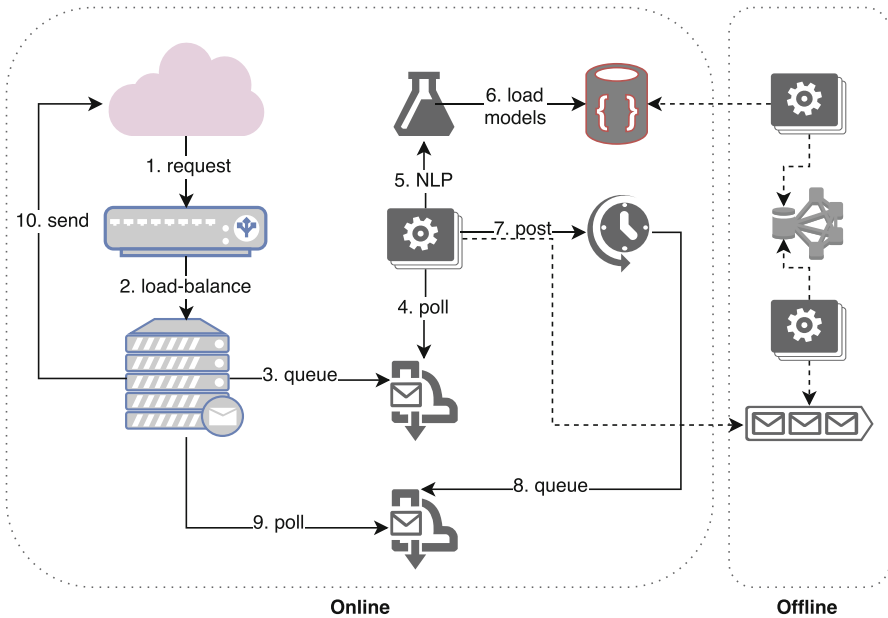 6. load
models
{ }
1. request
5. NLP
10. send
7. post
2. load-balance
4. poll
3. queue
8. queue
9. poll
Online
Offline